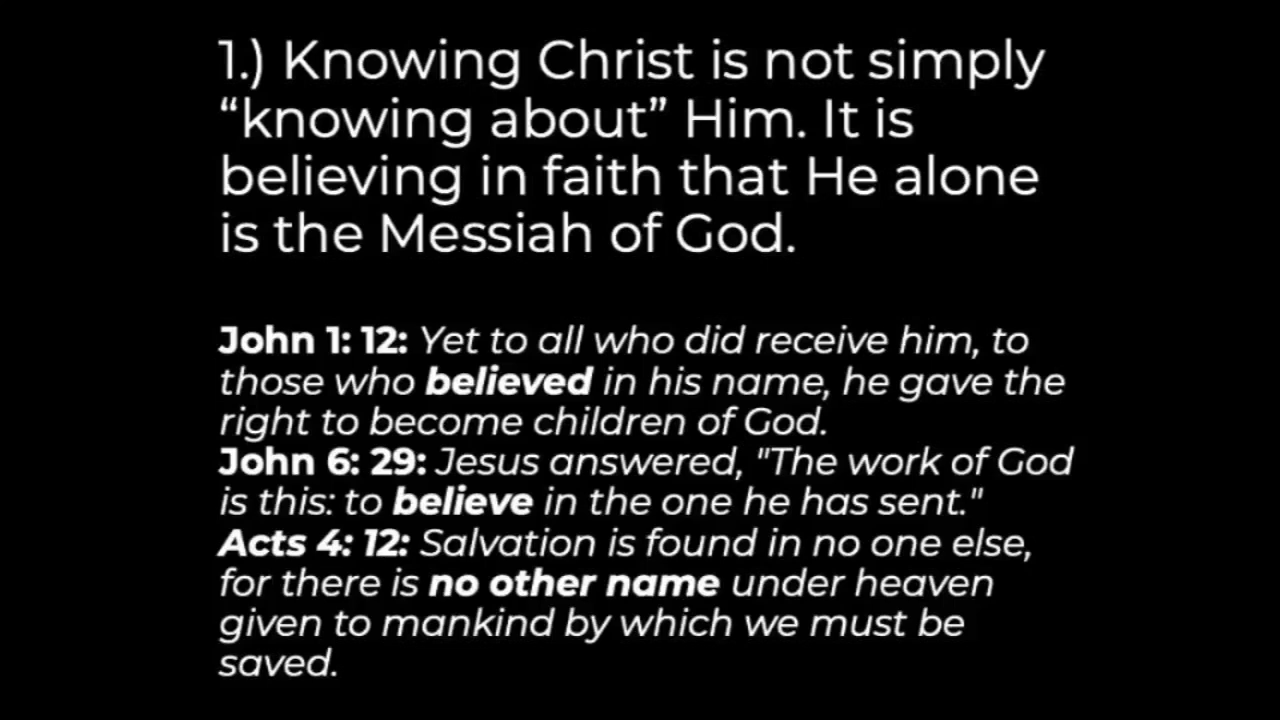 1.) Knowing Christ is not simply
“knowing about” Him. It is
believing in faith that He alone
is the Messiah of God.
John 1: 12: Yet to all who did receive him, to
those who believed in his name, he gave the
right to become children of God.
John 6: 29: Jesus answered, "The work of God
is this: to believe in the one he has sent."
Acts 4: 12: Salvation is found in no one else,
for there is no other name under heaven
given to mankind by which we must be
saved.